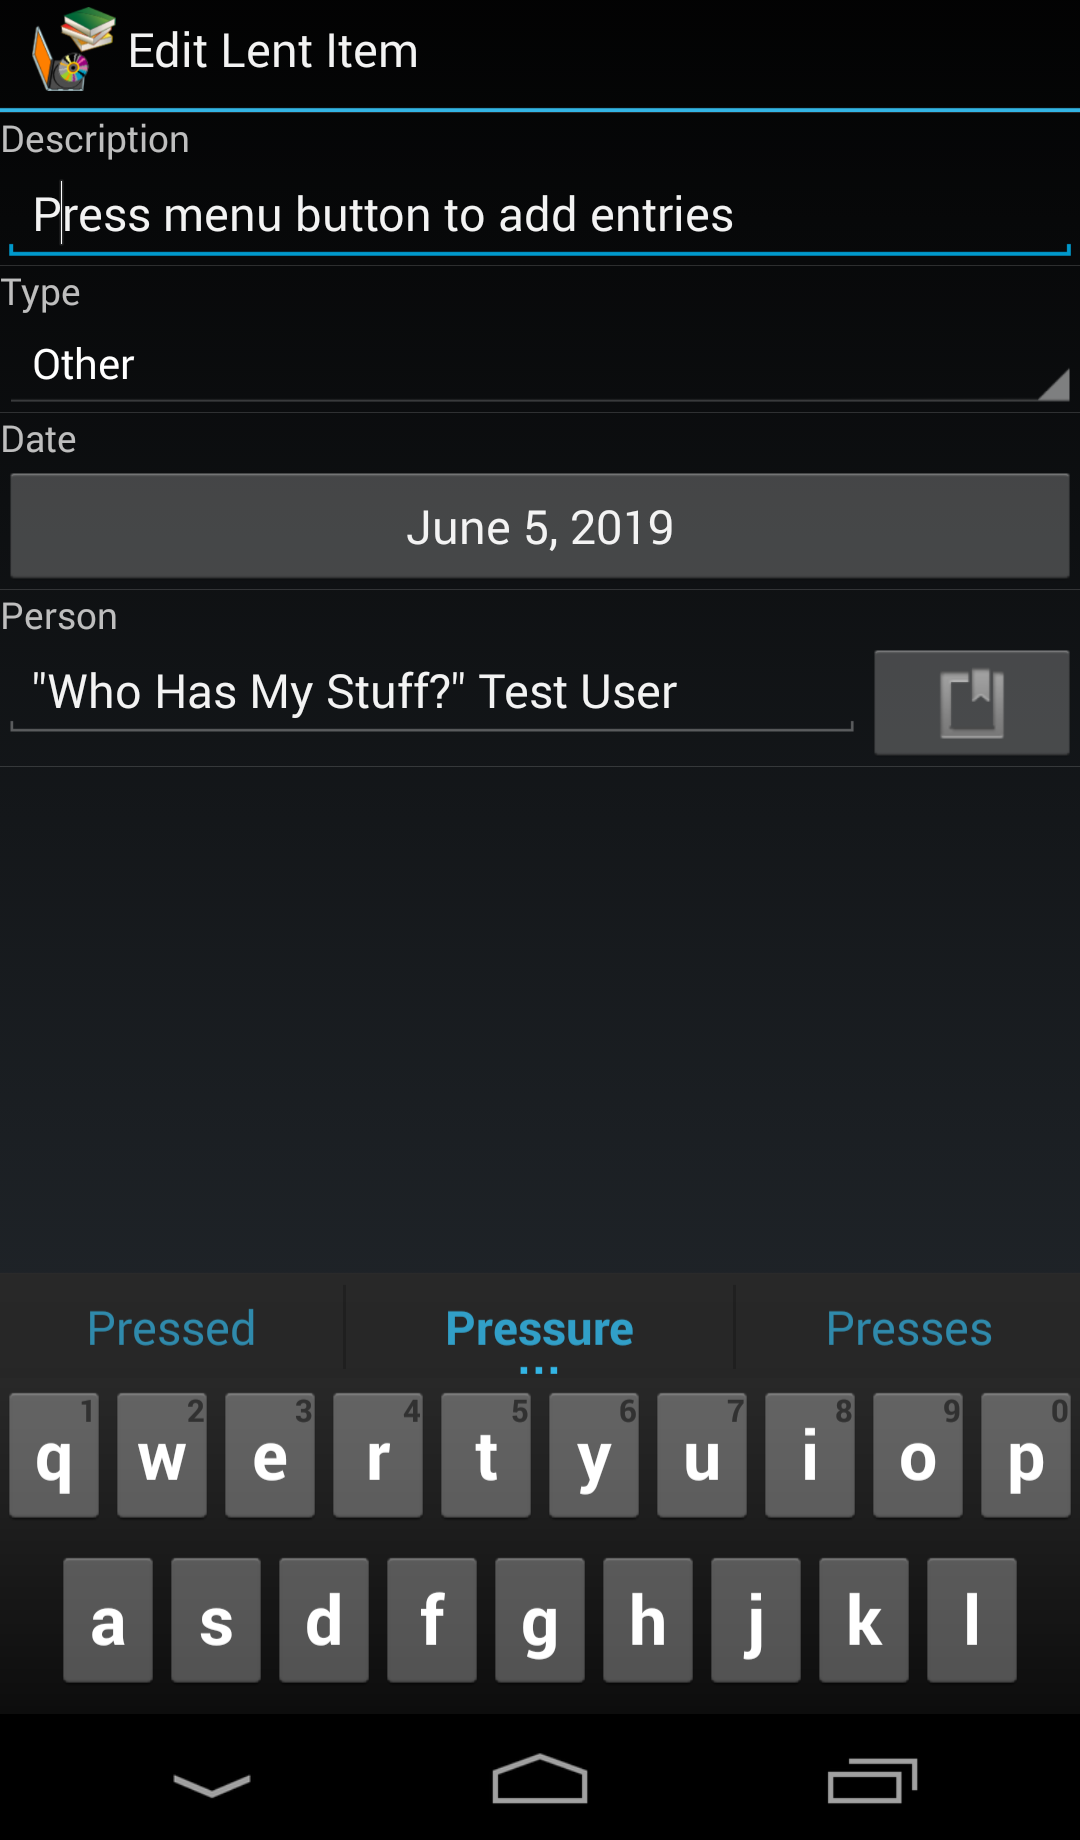 Edit Lent Item
Description
Press menu button to add entries
Type
Other
Date
June 5, 2019
Person
"Who Has My Stuff?" Test User
Pressed Pressure Presses
1 2 3 4 5 6 7 8 9 0
q w e r t y u i o p
a s d f g h j k l